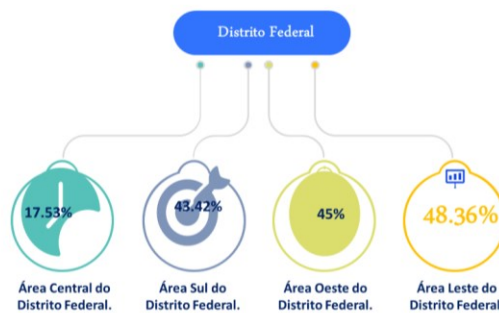 Distrito Federal
17.53%
43.42%
45%
48.36%
Área Central do
Distrito Federal.
Área Sul do
Distrito Federal.
Área Oeste do
Distrito Federal.
Área Leste do
Distrito Federal